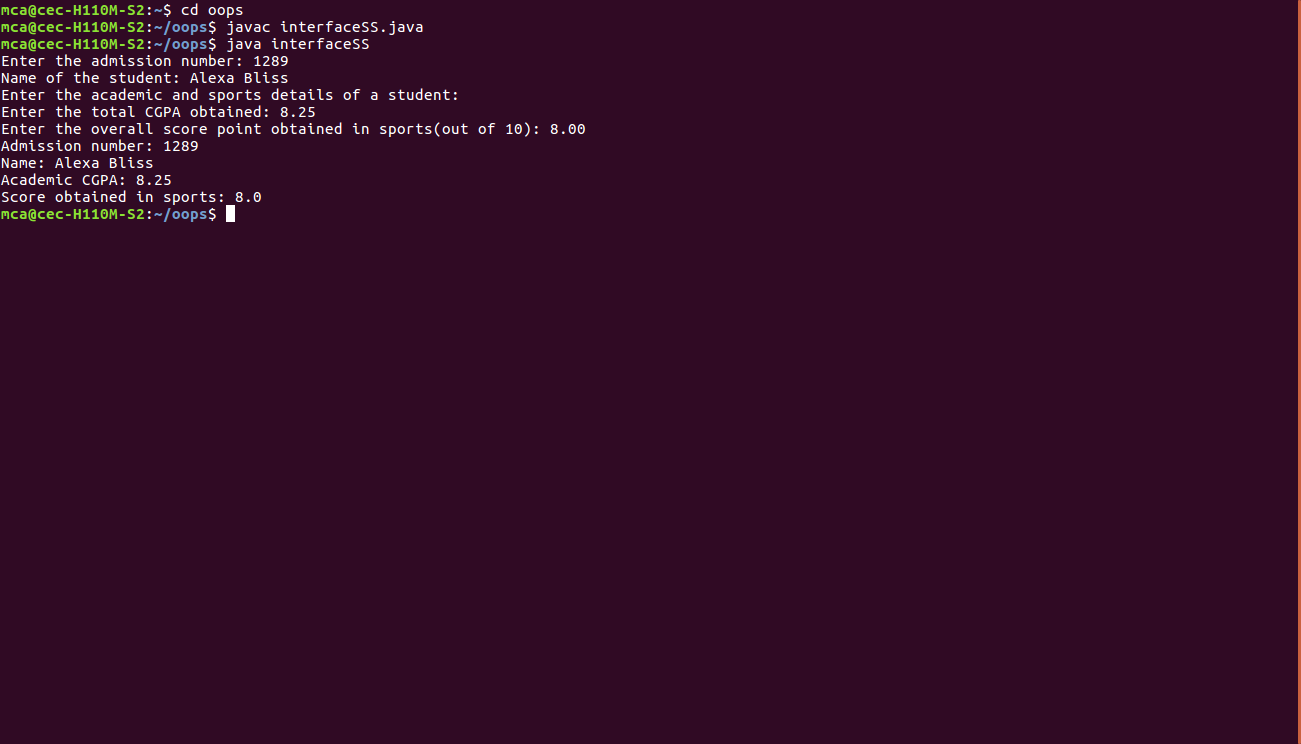 mca@cec-H110M-S2:~$ cd oops
mca@cec-H110M-S2:~/oops$ javac interfaceSS.java
mca@cec-H110M-S2:~/oops$ java interfaceSS
Enter the admission number: 1289
Name of the student: Alexa Bliss
Enter the academic and sports details of a student:
Enter the total CGPA obtained: 8.25
Enter the overall score point obtained in sports(out of 10): 8.00
Admission number: 1289
Name: Alexa Bliss
Academic CGPA: 8.25
Score obtained in sports: 8.0
mca@cec-H110M-S2:~/oops$